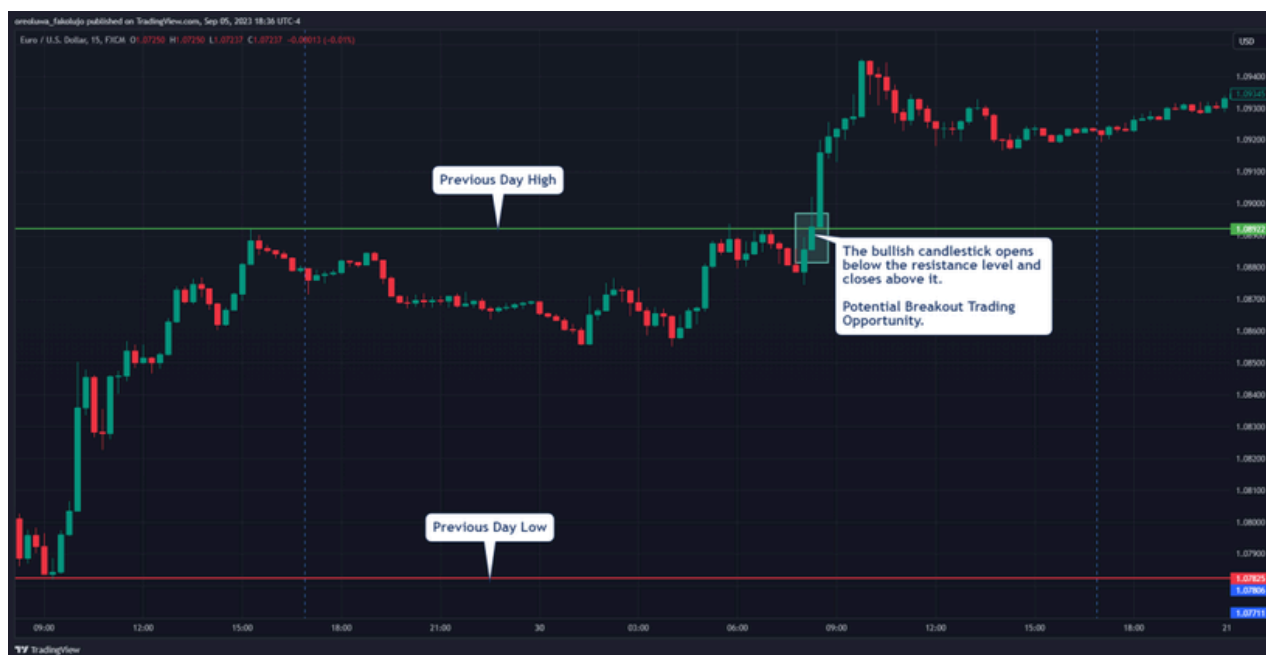 oreoluwa_fakolujo published on TradingView.com, Sep 05, 2023 18:36 UTC-4
Euro / U.S. Dollar, 15, FXCM O1.07250 H1.07250 L1.07237 C1.07237 -0.00013 (-0.01%)
USD
1.09400
1.09345
1.09300
1.09200
1.09100
Previous Day High
1.09000
1.08922
The bullish candlestick opens
below the resistance level and
closes above it.
Potential Breakout Trading
Opportunity.
1.08800
1.08700
1.08600
1.08500
1.08400
1.08300
1.08200
1.08100
Previous Day Low
1.08000
1.07900
1.07825
1.07806
1.07711
09:00 12:00 15:00 18:00 21:00 30 03:00 06:00 09:00 12:00 15:00 18:00 21
TradingView